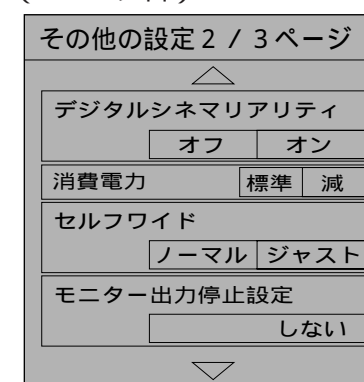 その他の設定２／３ページ
デジタルシネマリアリティ
オフ オン
消費電力 標準 減
セルフワイド
ノーマル ジャスト
モニター出力停止設定
しない